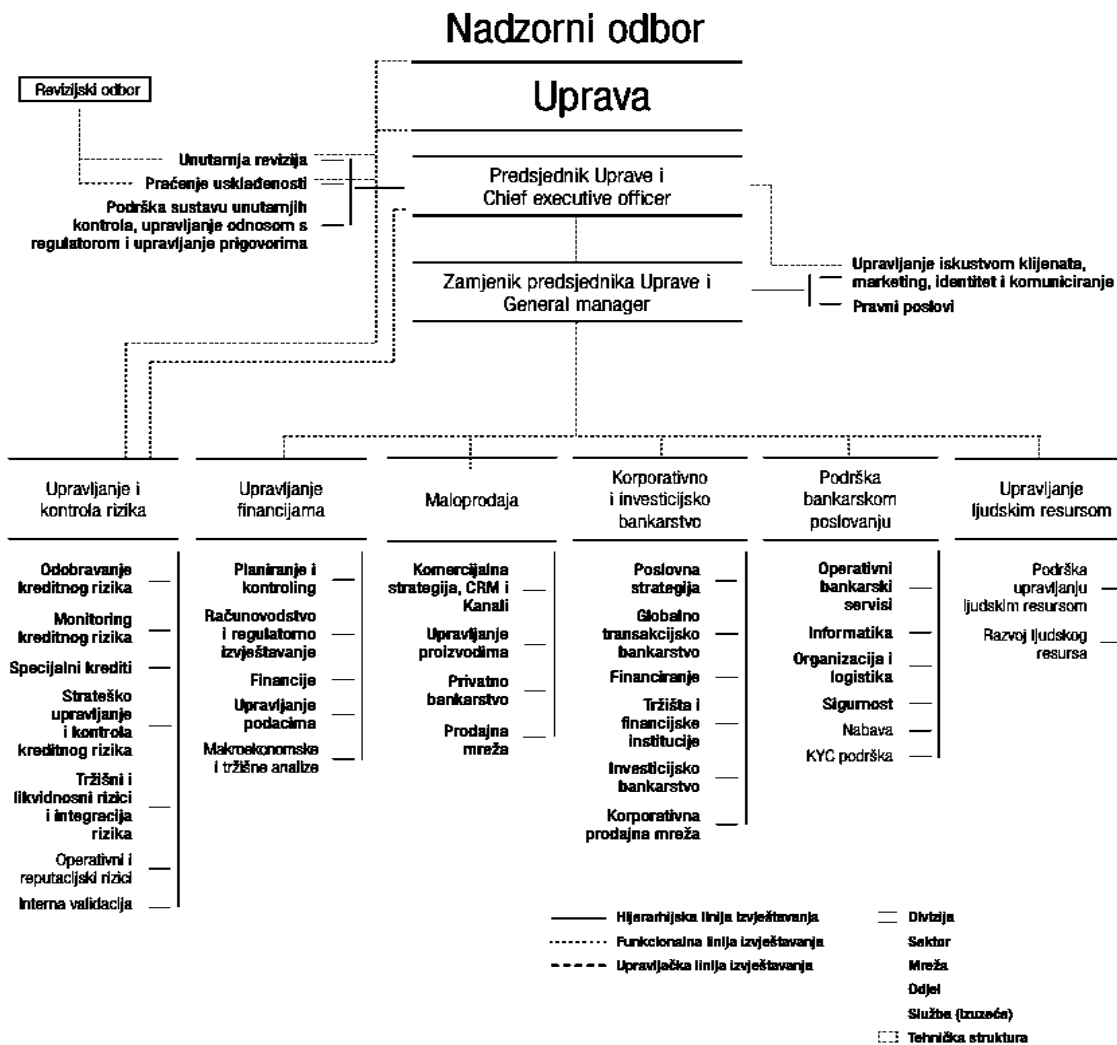 Nadzorni odbor
Uprava
Revizijski odbor
Unutarnja revizija
Praćenje usklađenosti
Podrška sustavu unutarnjih
kontrola, upravljanje odnosom s
regulatorom i upravljanje prigovorima
Predsjednik Uprave i
Chief executive officer
Zamjenik predsjednika Uprave i
General manager
Upravljanje iskustvom klijenata,
marketing, identitet i komuniciranje
Pravni poslovi
Upravljanje i
kontrola rizika
Odobravanje
kreditnog rizika
Monitoring
kreditnog rizika
Specijalni krediti
Strateško
upravljanje
i kontrola
kreditnog rizika
Tržišni i
likvidnosni rizici
i integracija
rizika
Operativni i
reputacijski rizici
Interna validacija
Upravljanje
financijama
Planiranje i
kontroling
Računovodstvo
i regulatorno
izvještavanje
Financije
Upravljanje
podacima
Makroekonomske
i tržišne analize
Maloprodaja
Komercijalna
strategija, CRM i
Kanali
Upravljanje
proizvodima
Privatno
bankarstvo
Prodajna
mreža
Korporativno
i investicijsko
bankarstvo
Poslovna
strategija
Globalno
transakcijsko
bankarstvo
Financiranje
Tržišta i
financijske
institucije
Investicijsko
bankarstvo
Korporativna
prodajna mreža
Podrška
bankarskom
poslovanju
Operativni
bankarski
servisi
Informatika
Organizacija i
logistika
Sigurnost
Nabava
KYC podrška
Upravljanje
ljudskim resursom
Podrška
upravljanju
ljudskim resursom
Razvoj ljudskog
resursa
Hijerarhijska linija izvještavanja
Funkcionalna linija izvještavanja
Upravljačka linija izvještavanja
Divizija
Sektor
Mreža
Odjel
Služba (izuzeća)
Tehnička struktura